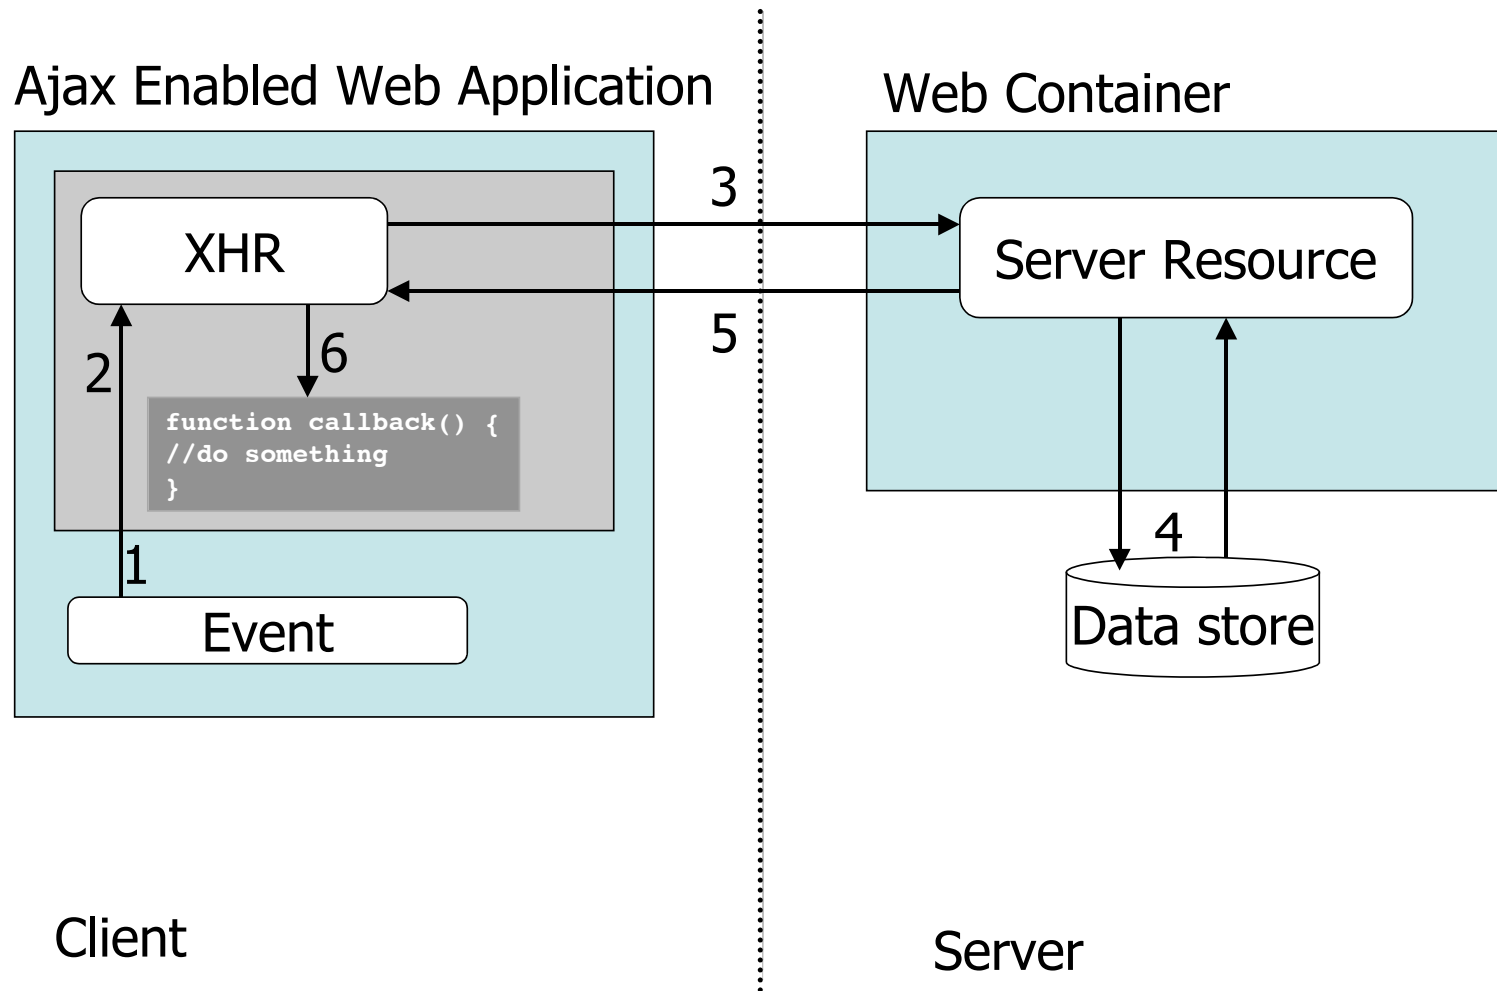 Ajax Enabled Web Application
Web Container
3
XHR
Server Resource
5
2
6
function callback() {
//do something
}
4
1
Event
Data store
Client
Server